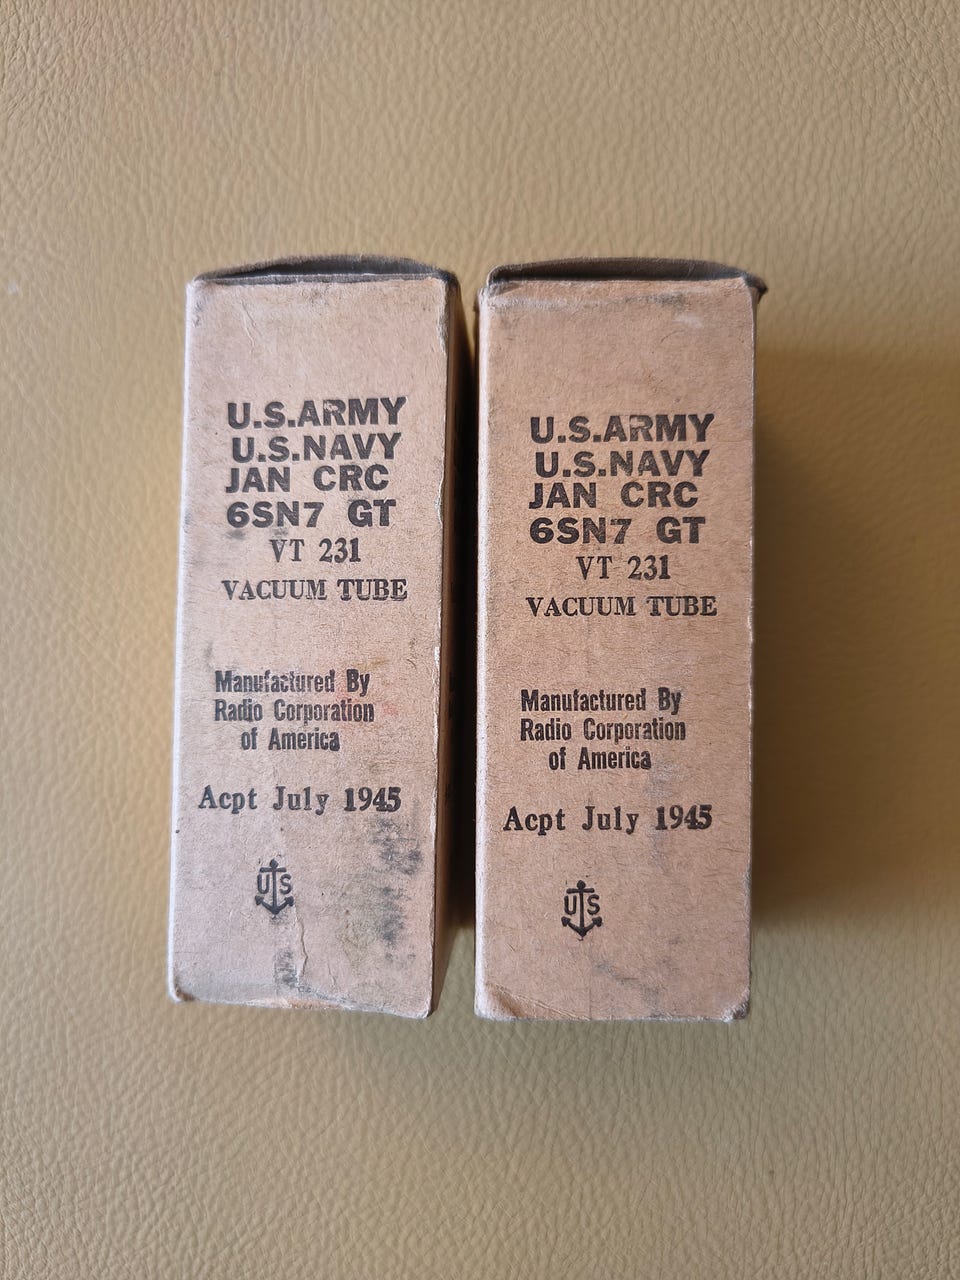 U.S.ARMY
U.S.NAVY
JAN CRC
6SN7 GT
VT 231
VACUUM TUBE
Manufactured By
Radio Corporation
of America
Acpt July 1945
US
U.S.ARMY
U.S.NAVY
JAN CRC
6SN7 GT
VT 231
VACUUM TUBE
Manufactured By
Radio Corporation
of America
Acpt July 1945
US